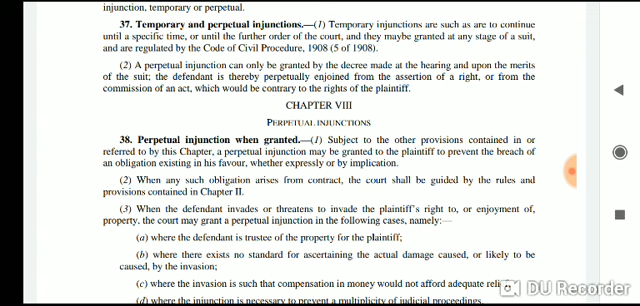 injunction, temporary or perpetual.
37. Temporary and perpetual injunctions.—(1) Temporary injunctions are such as are to continue
until a specific time, or until the further order of the court, and they maybe granted at any stage of a suit,
and are regulated by the Code of Civil Procedure, 1908 (5 of 1908).
(2) A perpetual injunction can only be granted by the decree made at the hearing and upon the merits
of the suit; the defendant is thereby perpetually enjoined from the assertion of a right, or from the
commission of an act, which would be contrary to the rights of the plaintiff.
CHAPTER VIII
PERPETUAL INJUNCTIONS
38. Perpetual injunction when granted.—(1) Subject to the other provisions contained in or
referred to by this Chapter, a perpetual injunction may be granted to the plaintiff to prevent the breach of
an obligation existing in his favour, whether expressly or by implication.
(2) When any such obligation arises from contract, the court shall be guided by the rules and
provisions contained in Chapter II.
(3) When the defendant invades or threatens to invade the plaintiff's right to, or enjoyment of,
property, the court may grant a perpetual injunction in the following cases, namely:—
(a) where the defendant is trustee of the property for the plaintiff;
(b) where there exists no standard for ascertaining the actual damage caused, or likely to be
caused, by the invasion;
(c) where the invasion is such that compensation in money would not afford adequate
DU Recorder
(d) where the injunction is necessary to prevent a multiplicity of judicial proceedings.